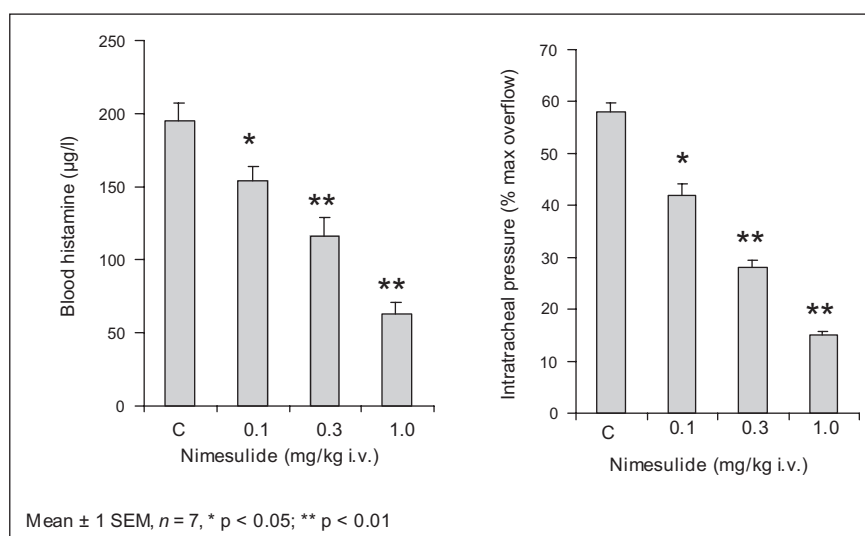 Blood histamine (µg/l)
250
200
150
100
50
0
*
**
**
C 0.1 0.3 1.0
Nimesulide (mg/kg i.v.)
Intratracheal pressure (% max overflow)
70
60
50
40
30
20
10
0
*
**
**
C 0.1 0.3 1.0
Nimesulide (mg/kg i.v.)
Mean ± 1 SEM, n = 7, * p < 0.05; ** p < 0.01